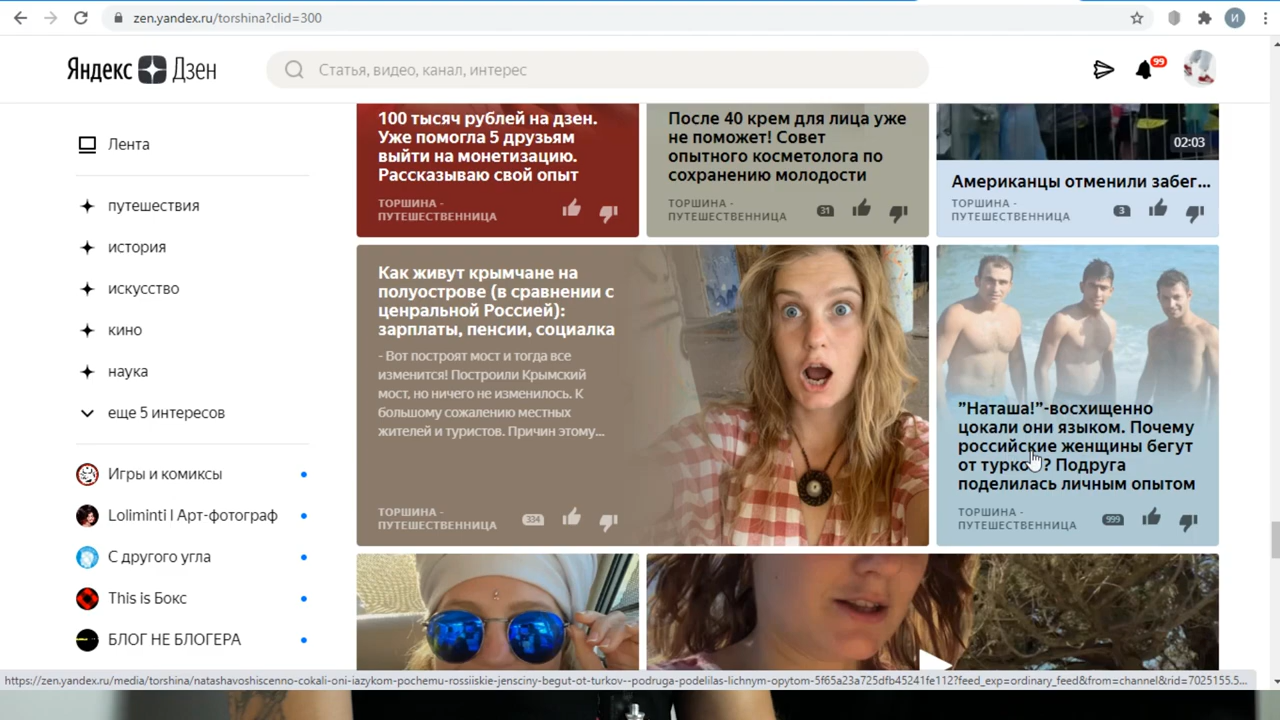 zen.yandex.ru/torshina?clid=300
И
Яндекс Дзен
Статья, видео, канал, интерес
99
Лента
путешествия
история
искусство
кино
наука
еще 5 интересов
Игры и комиксы
Loliminti I Арт-фотограф
С другого угла
This is Бокс
БЛОГ НЕ БЛОГЕРА
100 тысяч рублей на дзен.
Уже помогла 5 друзьям
выйти на монетизацию.
Рассказываю свой опыт
ТОРШИНА -
ПУТЕШЕСТВЕННИЦА
После 40 крем для лица уже
не поможет! Совет
опытного косметолога по
сохранению молодости
ТОРШИНА -
ПУТЕШЕСТВЕННИЦА
31
02:03
Американцы отменили забег...
ТОРШИНА -
ПУТЕШЕСТВЕННИЦА
3
Как живут крымчане на
полуострове (в сравнении с
ценральной Россией):
зарплаты, пенсии, социалка
- Вот построят мост и тогда все
изменится! Построили Крымский
мост, но ничего не изменилось. К
большому сожалению местных
жителей и туристов. Причин этому...
ТОРШИНА -
ПУТЕШЕСТВЕННИЦА
334
"Наташа!"-восхищенно
цокали они языком. Почему
российские женщины бегут
от турков? Подруга
поделилась личным опытом
ТОРШИНА -
ПУТЕШЕСТВЕННИЦА
999
https://zen.yandex.ru/media/torshina/natashavoshiscenno-cokali-oni-iazykom-pochemu-rossiiskie-jensciny-begut-ot-turkov--podruga-podelilas-lichnym-opytom-5f65a23a725dfb45241fe112?feed_exp=ordinary_feed&from=channel&rid=7025155.5...